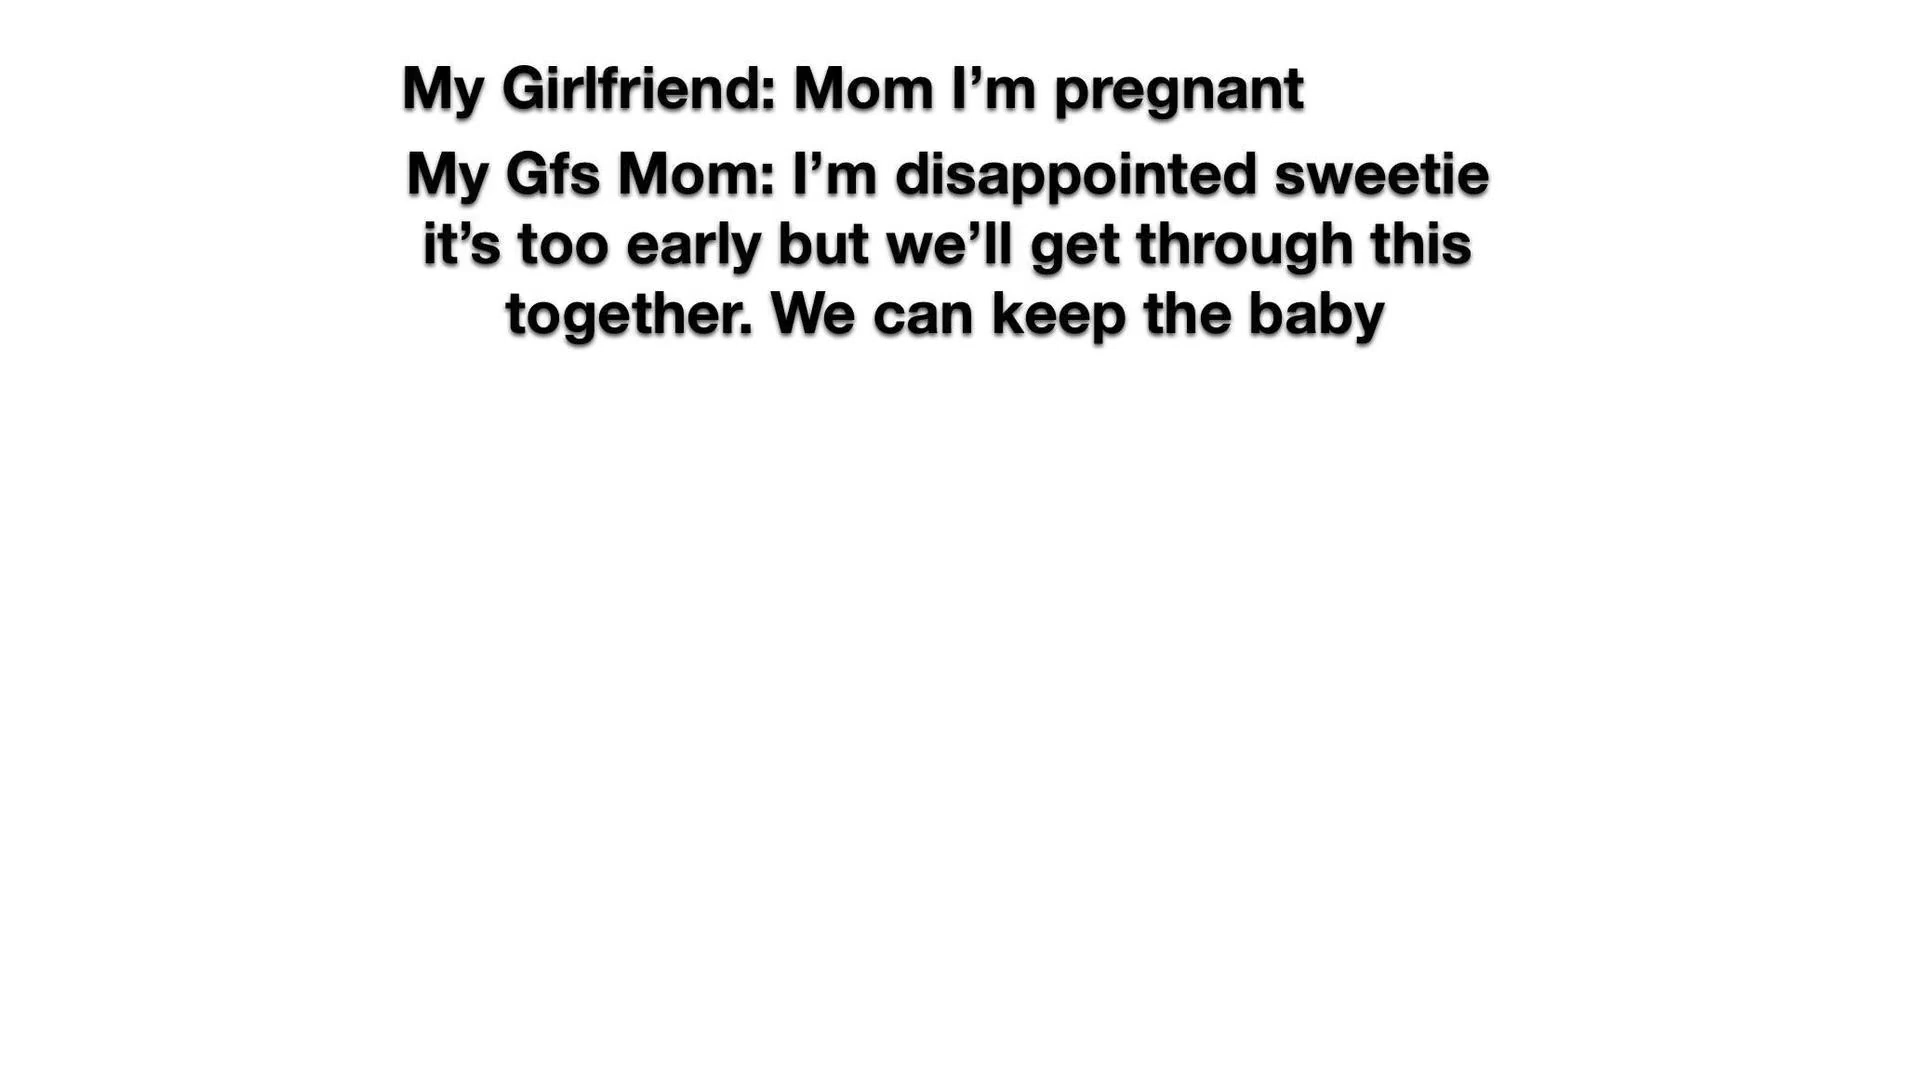 My Girlfriend: Mom I’m pregnant
My Gfs Mom: I’m disappointed sweetie
it’s too early but we’ll get through this
together. We can keep the baby